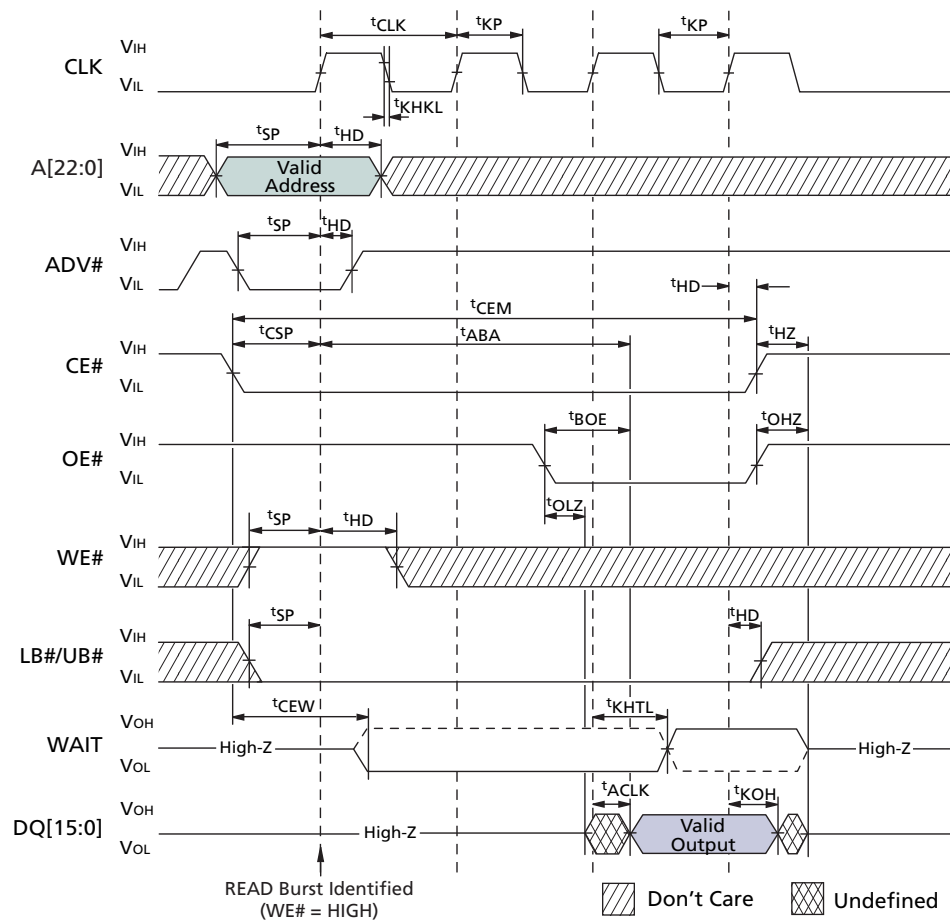 tCLK tKP tKP
VIH
CLK
VIL
tKHKL
tSP tHD
VIH
A[22:0]
Valid
Address
VIL
tSP tHD
VIH
ADV#
VIL
tHD
tCEM
tCSP tABA tHZ
VIH
CE#
VIL
tBOE tOHZ
VIH
OE#
VIL
tOLZ
tSP tHD
VIH
WE#
VIL
tSP tHD
VIH
LB#/UB#
VIL
tCEW tKHTL
VOH
WAIT High-Z High-Z
VOL
tACLK tKOH
VOH
DQ[15:0] High-Z
Valid
Output
VOL
READ Burst Identified
(WE# = HIGH)
Don't Care Undefined